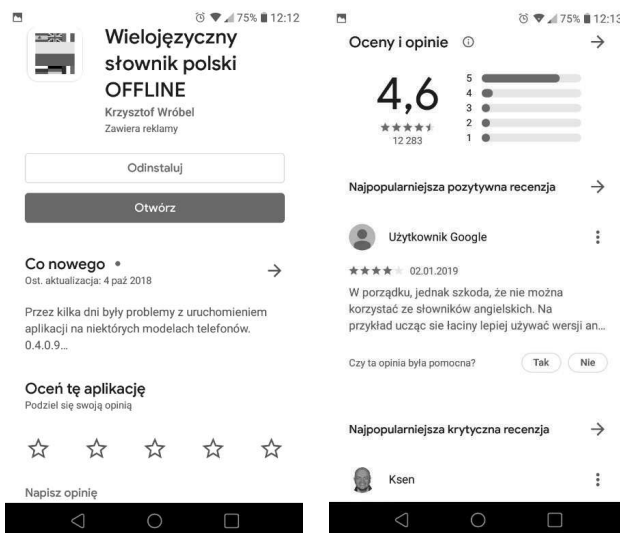 75% 12:12
Wielojęzyczny
słownik polski
OFFLINE
Krzysztof Wróbel
Zawiera reklamy
Odinstaluj
Otwórz
Co nowego
Ost. aktualizacja: 4 paź 2018
Przez kilka dni były problemy z uruchomieniem
aplikacji na niektórych modelach telefonów.
0.4.0.9...
Oceń tę aplikację
Podziel się swoją opinią
Napisz opinię
75% 12:13
Oceny i opinie
4,6
12 283
5
4
3
2
1
Najpopularniejsza pozytywna recenzja
Użytkownik Google
02.01.2019
W porządku, jednak szkoda, że nie można
korzystać ze słowników angielskich. Na
przykład ucząc sie łaciny lepiej używać wersji an...
Czy ta opinia była pomocna? Tak Nie
Najpopularniejsza krytyczna recenzja
Ksen